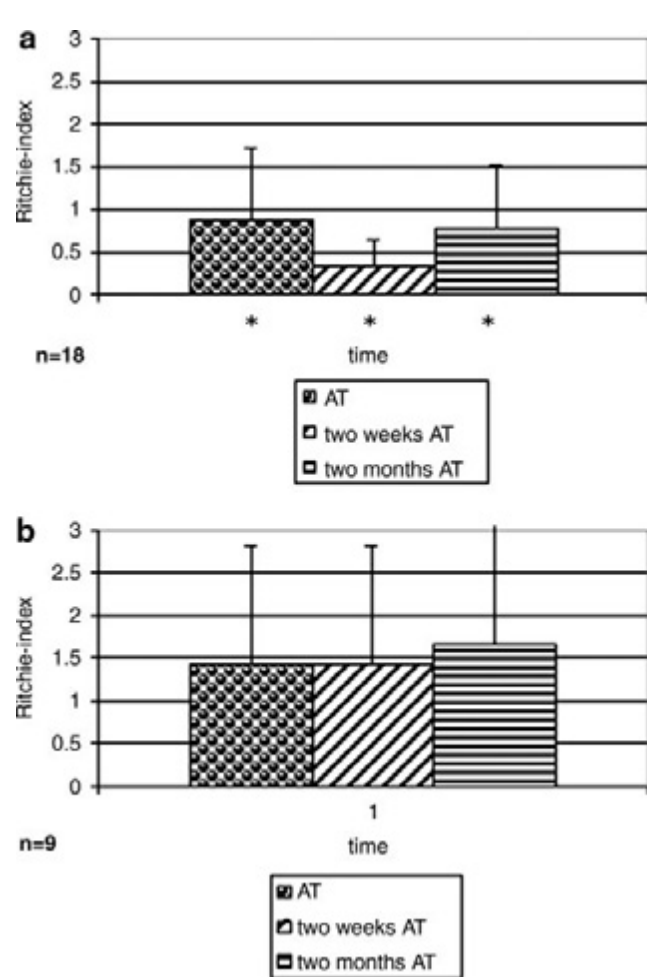 a
3
2.5
2
1.5
1
0.5
0
Ritchie-index
* * *
n=18
time
AT
two weeks AT
two months AT
b
3
2.5
2
1.5
1
0.5
0
Ritchie-index
1
n=9
time
AT
two weeks AT
two months AT